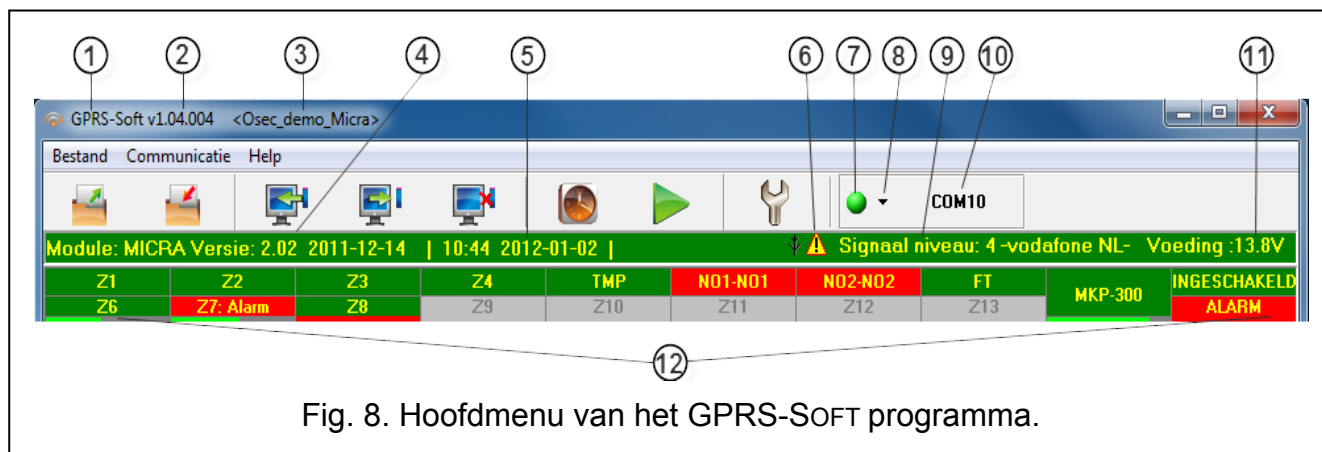 1 2 3 4 5 6 7 8 9 10 11
GPRS-Soft v1.04.004 <Osec_demo_Micra>
Bestand Communicatie Help
COM10
Module: MICRA Versie: 2.02 2011-12-14 | 10:44 2012-01-02 | Signaal niveau: 4 -vodafone NL- Voeding :13.8V
Z1 Z2 Z3 Z4 TMP NO1-NO1 NO2-NO2 FT MKP-300 INGESCHAKELD
Z6 Z7: Alarm Z8 Z9 Z10 Z11 Z12 Z13 ALARM
12
Fig. 8. Hoofdmenu van het GPRS-SOFT programma.